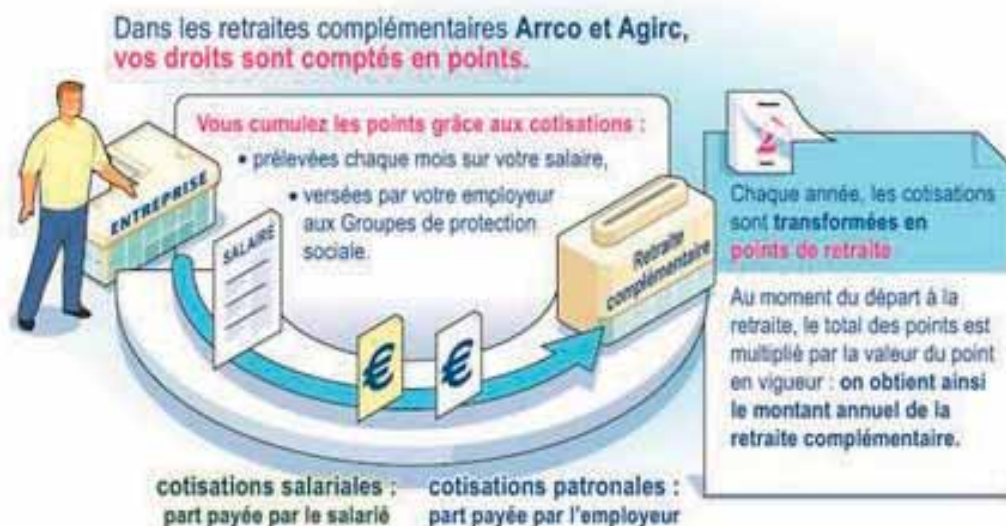 Dans les retraites complémentaires Arrco et Agirc,
vos droits sont comptés en points.
Vous cumulez les points grâce aux cotisations :
• prélevées chaque mois sur votre salaire,
• versées par votre employeur
aux Groupes de protection
sociale.
ENTREPRISE
SALAIRE
€
€
Retraite
complémentaire
2
Chaque année, les cotisations
sont transformées en
points de retraite
Au moment du départ à la
retraite, le total des points est
multiplié par la valeur du point
en vigueur : on obtient ainsi
le montant annuel de la
retraite complémentaire.
cotisations salariales :
part payée par le salarié
cotisations patronales :
part payée par l'employeur